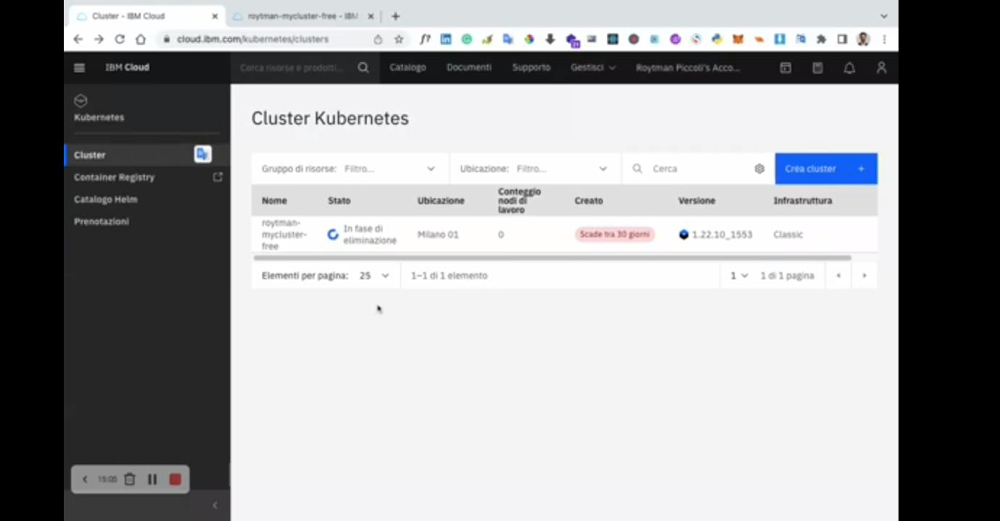 Cluster - IBM Cloud
roytman-mycluster-free - IBM
cloud.ibm.com/kubernetes/clusters
f?
IBM Cloud
Cerca risorse e prodotti...
Catalogo
Documenti
Supporto
Gestisci
Roytman Piccoli's Acco...
Kubernetes
Cluster
Container Registry
Catalogo Helm
Prenotazioni
Cluster Kubernetes
Gruppo di risorse: Filtro...
Ubicazione: Filtro...
Cerca
Crea cluster +
Nome
Stato
Ubicazione
Conteggio
nodi di
lavoro
Creato
Versione
Infrastruttura
roytman-
mycluster-
free
In fase di
eliminazione
Milano 01
0
Scade tra 30 giorni
1.22.10_1553
Classic
Elementi per pagina: 25
1–1 di 1 elemento
1
1 di 1 pagina
15:05